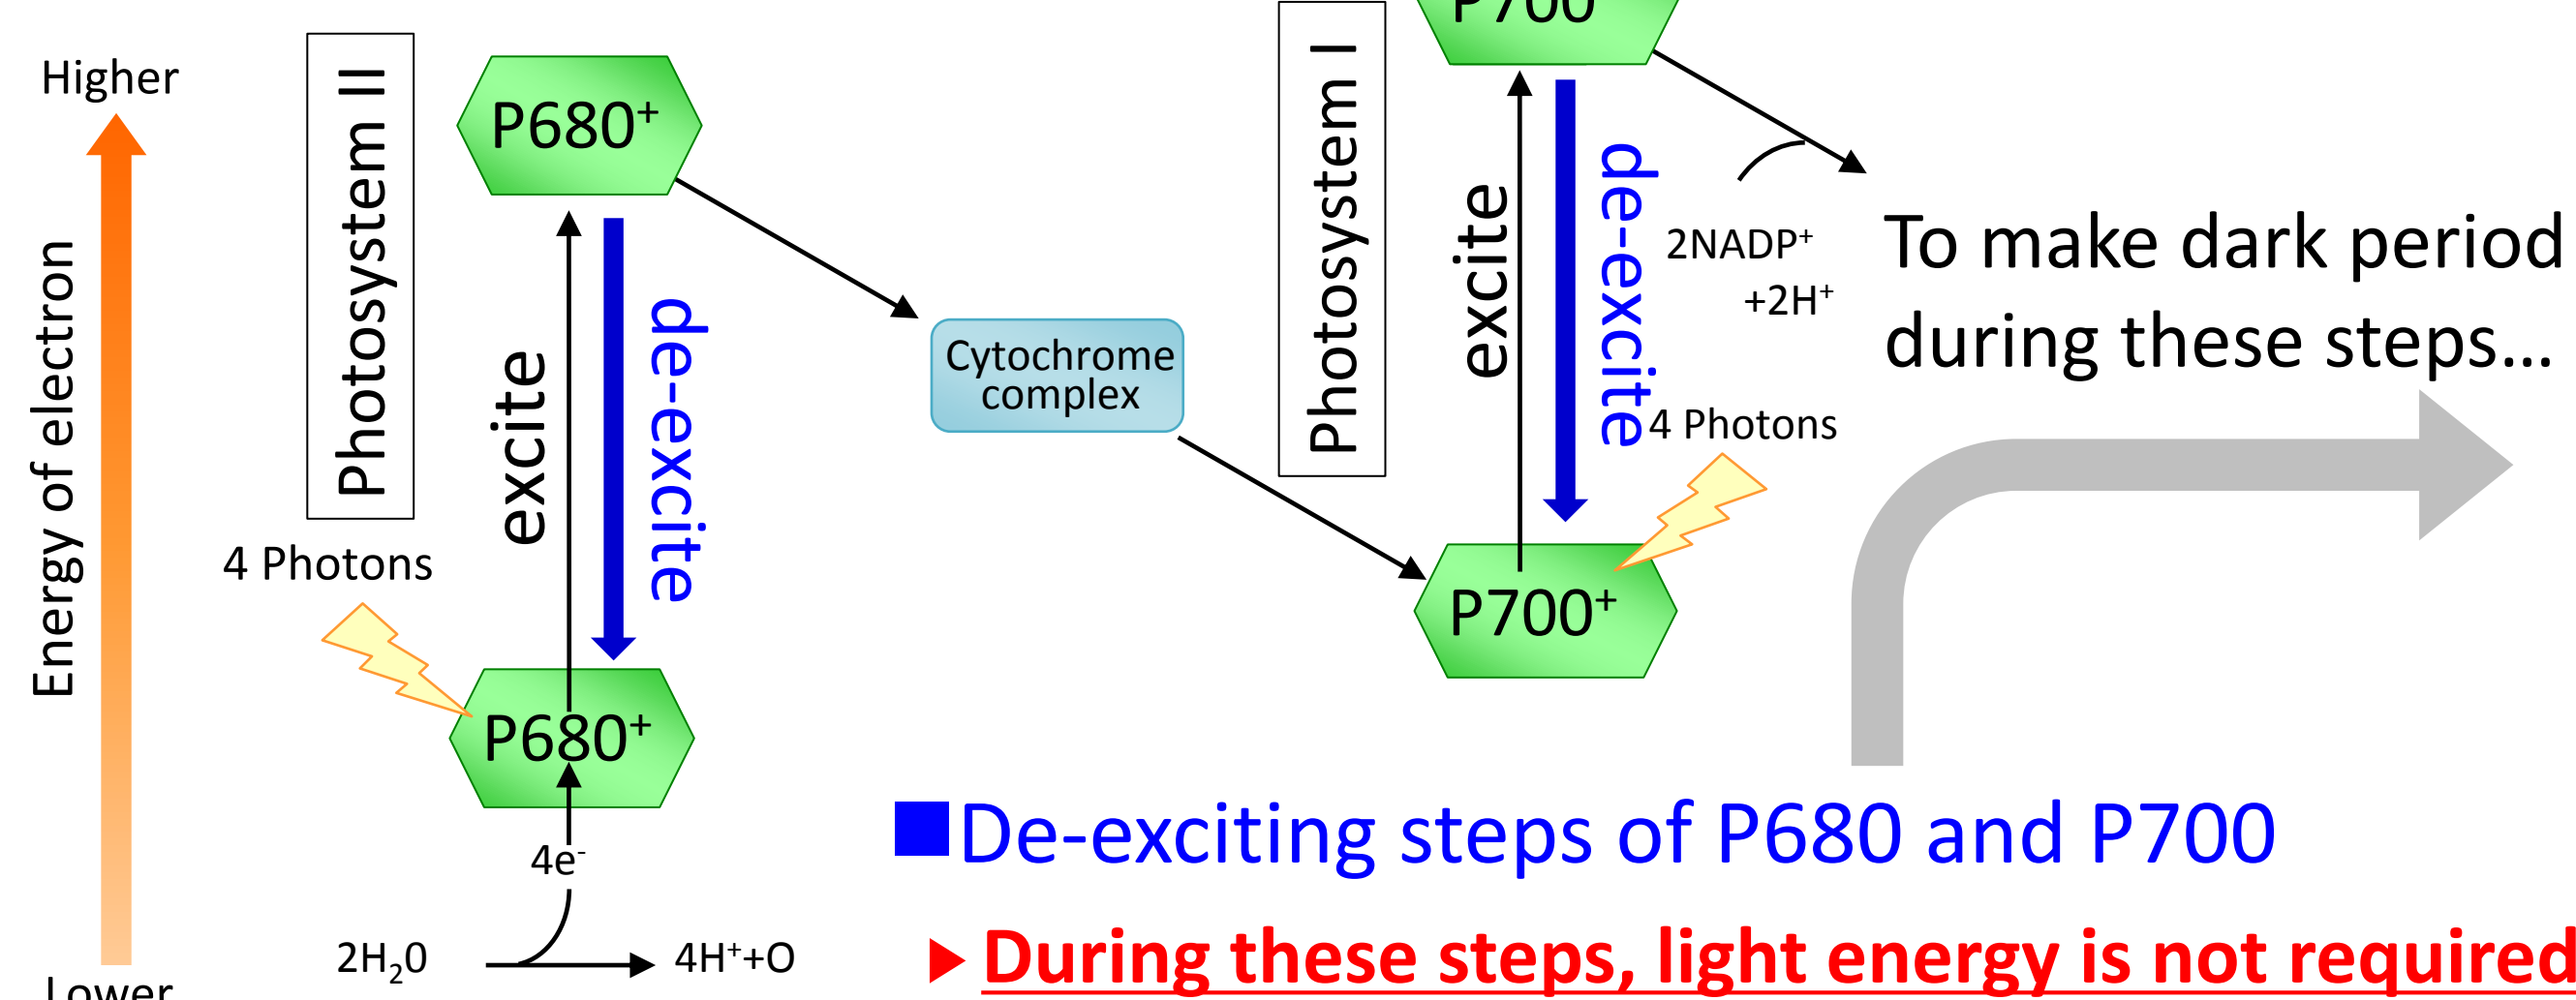 Higher
Energy of electron
Lower
Photosystem II
P680⁺
excite
de-excite
4 Photons
P680⁺
4e⁻
2H₂0
4H⁺+O
Cytochrome
complex
Photosystem I
P700
excite
de-excite
2NADP⁺
+2H⁺
4 Photons
P700⁺
To make dark period
during these steps...
De-exciting steps of P680 and P700
During these steps, light energy is not required